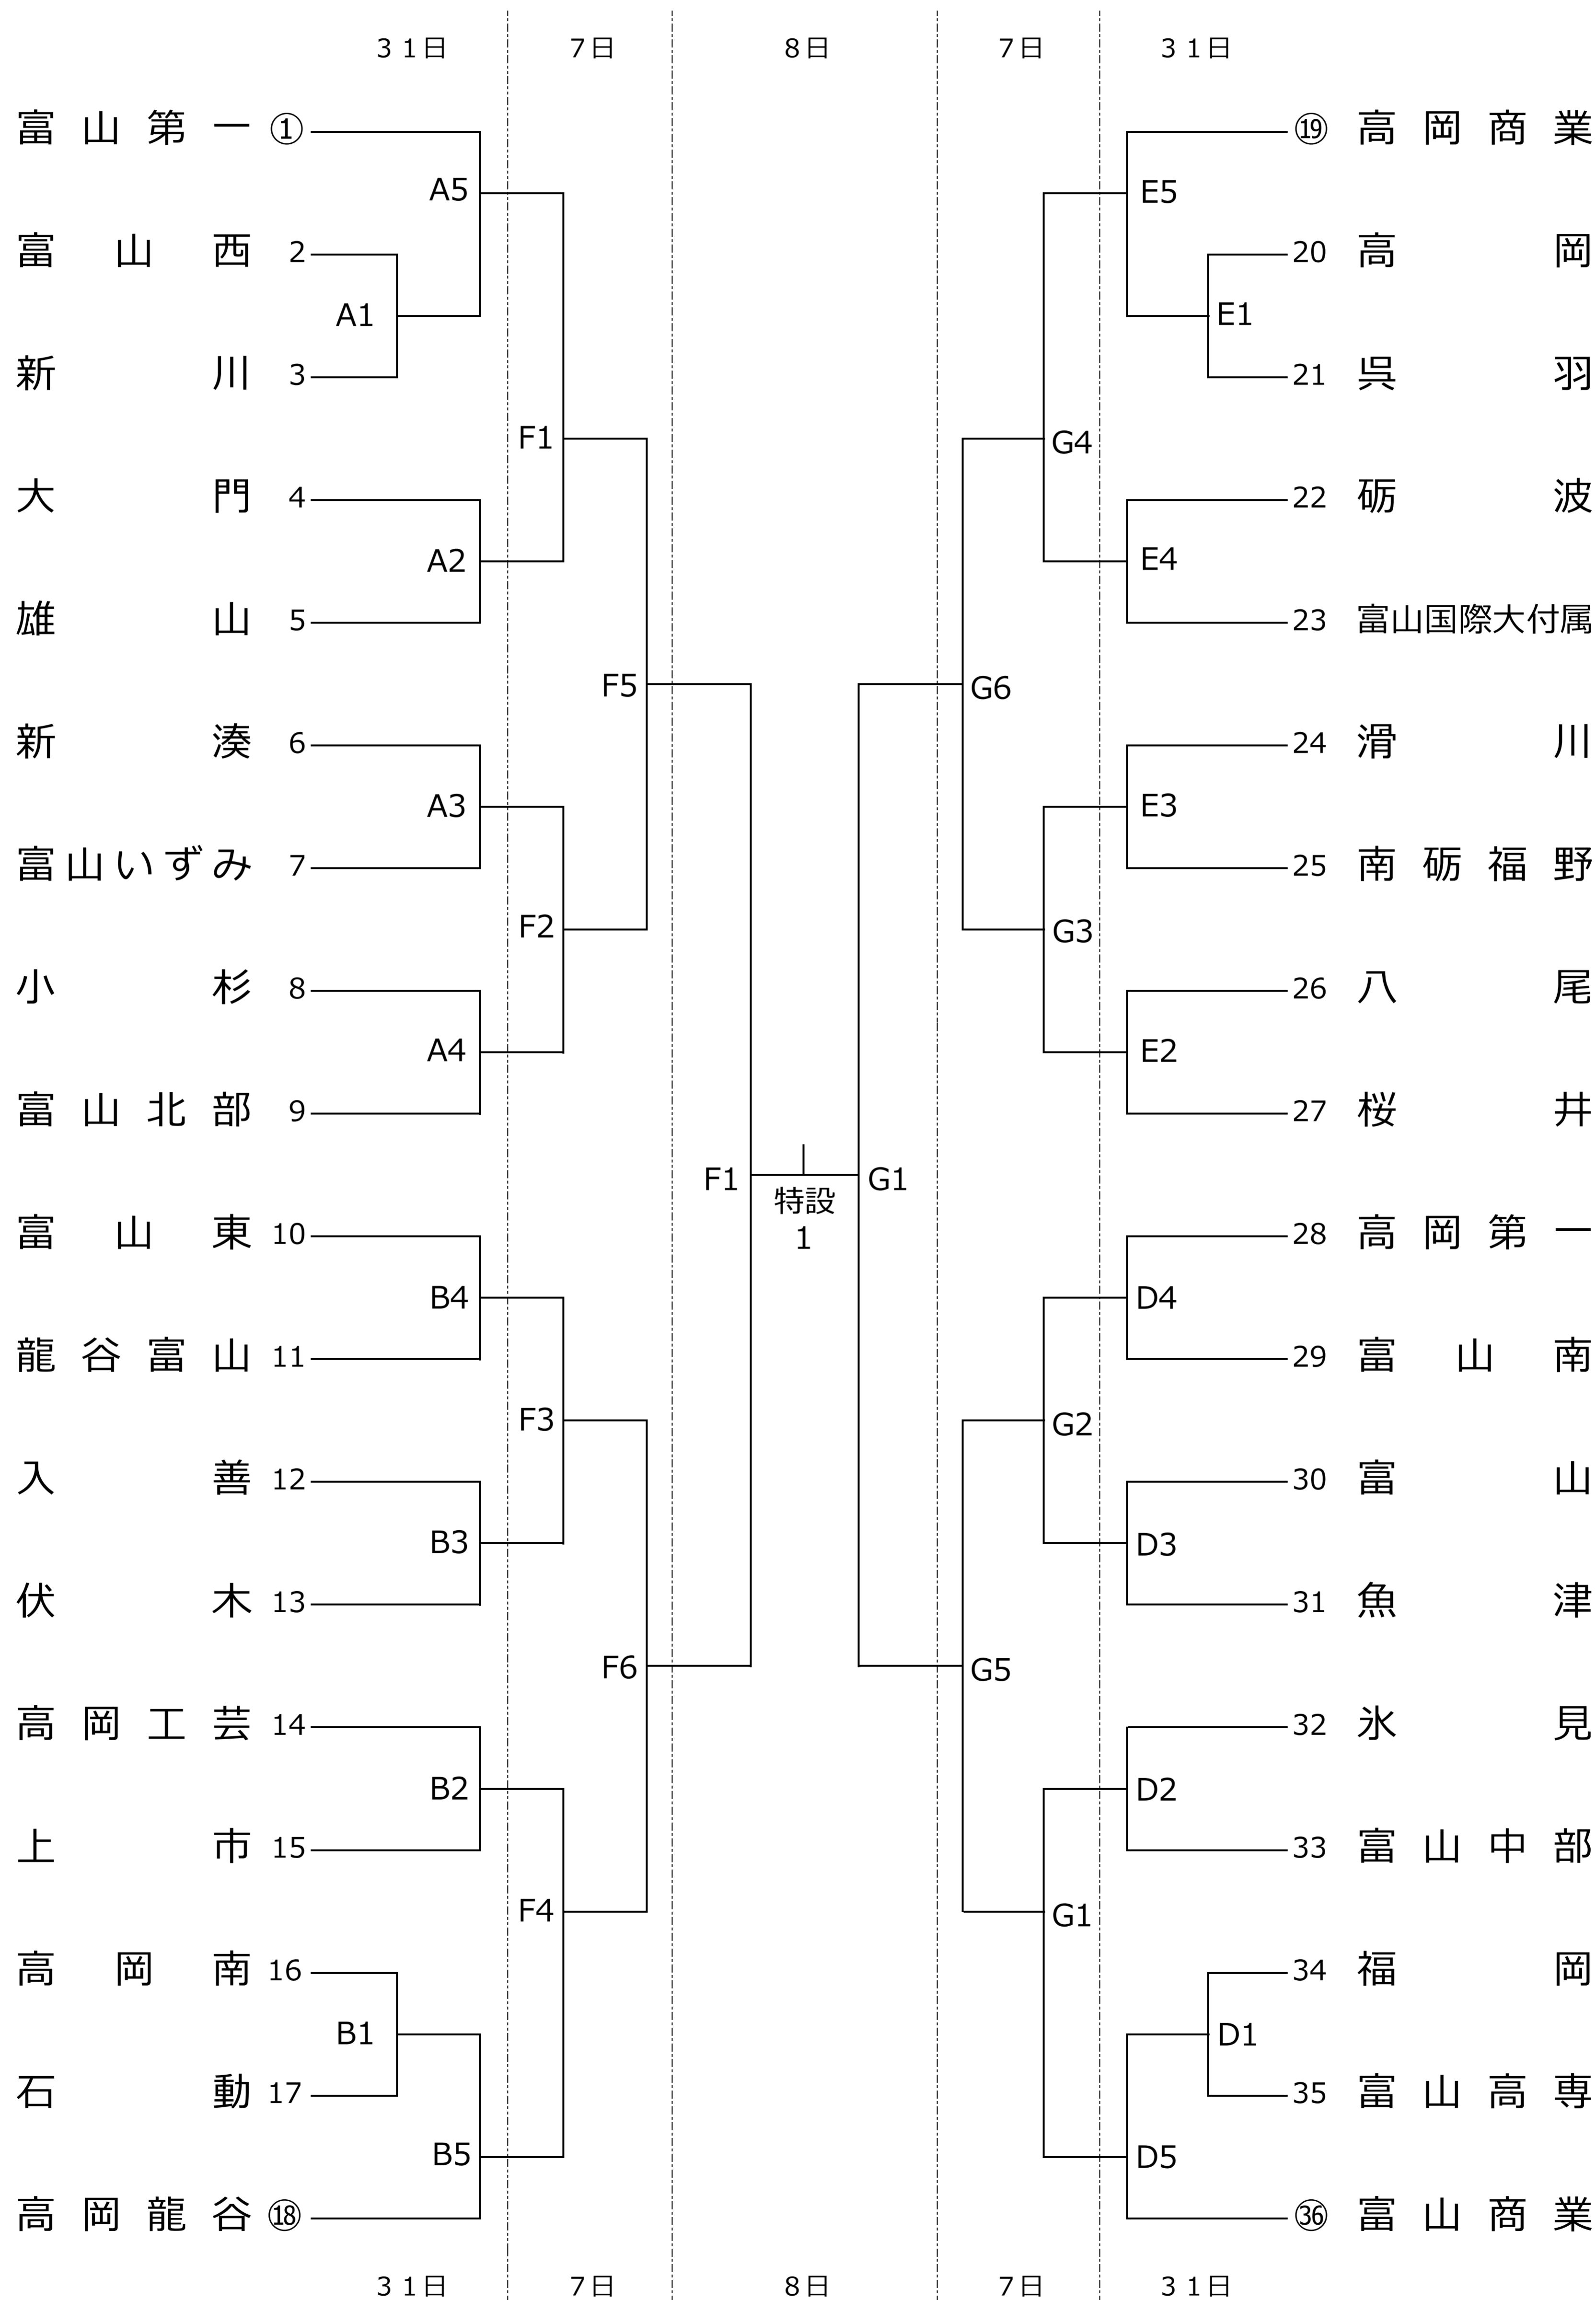 ３１日 7日 8日 7日 ３１日
富山第一 ① ⑲ 高岡商業
A5 E5
富山西 2 20 高岡
A1 E1
新川 3 21 呉羽
F1 G4
大門 4 22 砺波
A2 E4
雄山 5 23 富山国際大付属
F5 G6
新湊 6 24 滑川
A3 E3
富山いずみ 7 25 南砺福野
F2 G3
小杉 8 26 八尾
A4 E2
富山北部 9 27 桜井
F1 特設 G1
1
富山東 10 28 高岡第一
B4 D4
龍谷富山 11 29 富山南
F3 G2
入善 12 30 富山
B3 D3
伏木 13 31 魚津
F6 G5
高岡工芸 14 32 氷見
B2 D2
上市 15 33 富山中部
F4 G1
高岡南 16 34 福岡
B1 D1
石動 17 35 富山高専
B5 D5
高岡龍谷 ⑱ ㊱ 富山商業
３１日 7日 8日 7日 ３１日